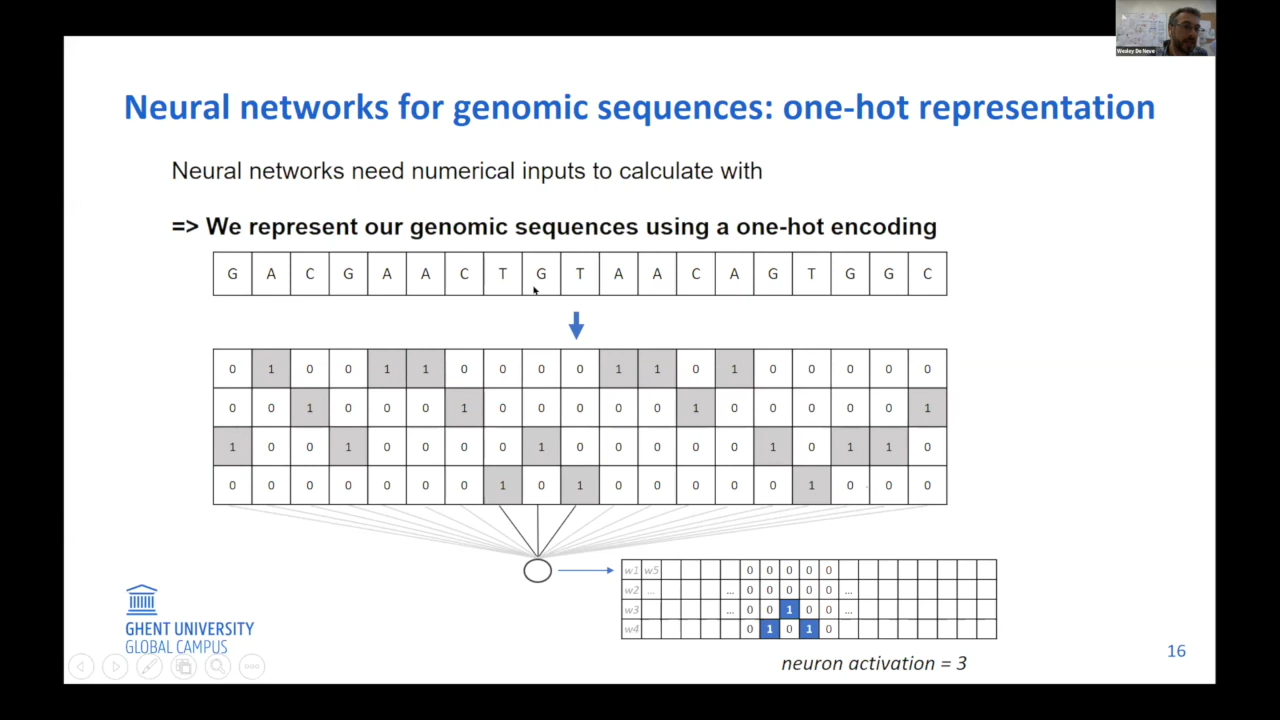 Wesley De Neve
Neural networks for genomic sequences: one-hot representation
Neural networks need numerical inputs to calculate with
=> We represent our genomic sequences using a one-hot encoding
G A C G A A C T G T A A C A G T G G C
0 1 0 0 1 1 0 0 0 0 1 1 0 1 0 0 0 0 0
0 0 1 0 0 0 1 0 0 0 0 0 1 0 0 0 0 0 1
1 0 0 1 0 0 0 0 1 0 0 0 0 0 1 0 1 1 0
0 0 0 0 0 0 0 1 0 1 0 0 0 0 0 1 0 0 0
w1 w5 0 0 0 0 0
w2 ... ... 0 0 0 0 0 ...
w3 ... 0 0 1 0 0 ...
w4 0 1 0 1 0
neuron activation = 3
GHENT UNIVERSITY
GLOBAL CAMPUS
16